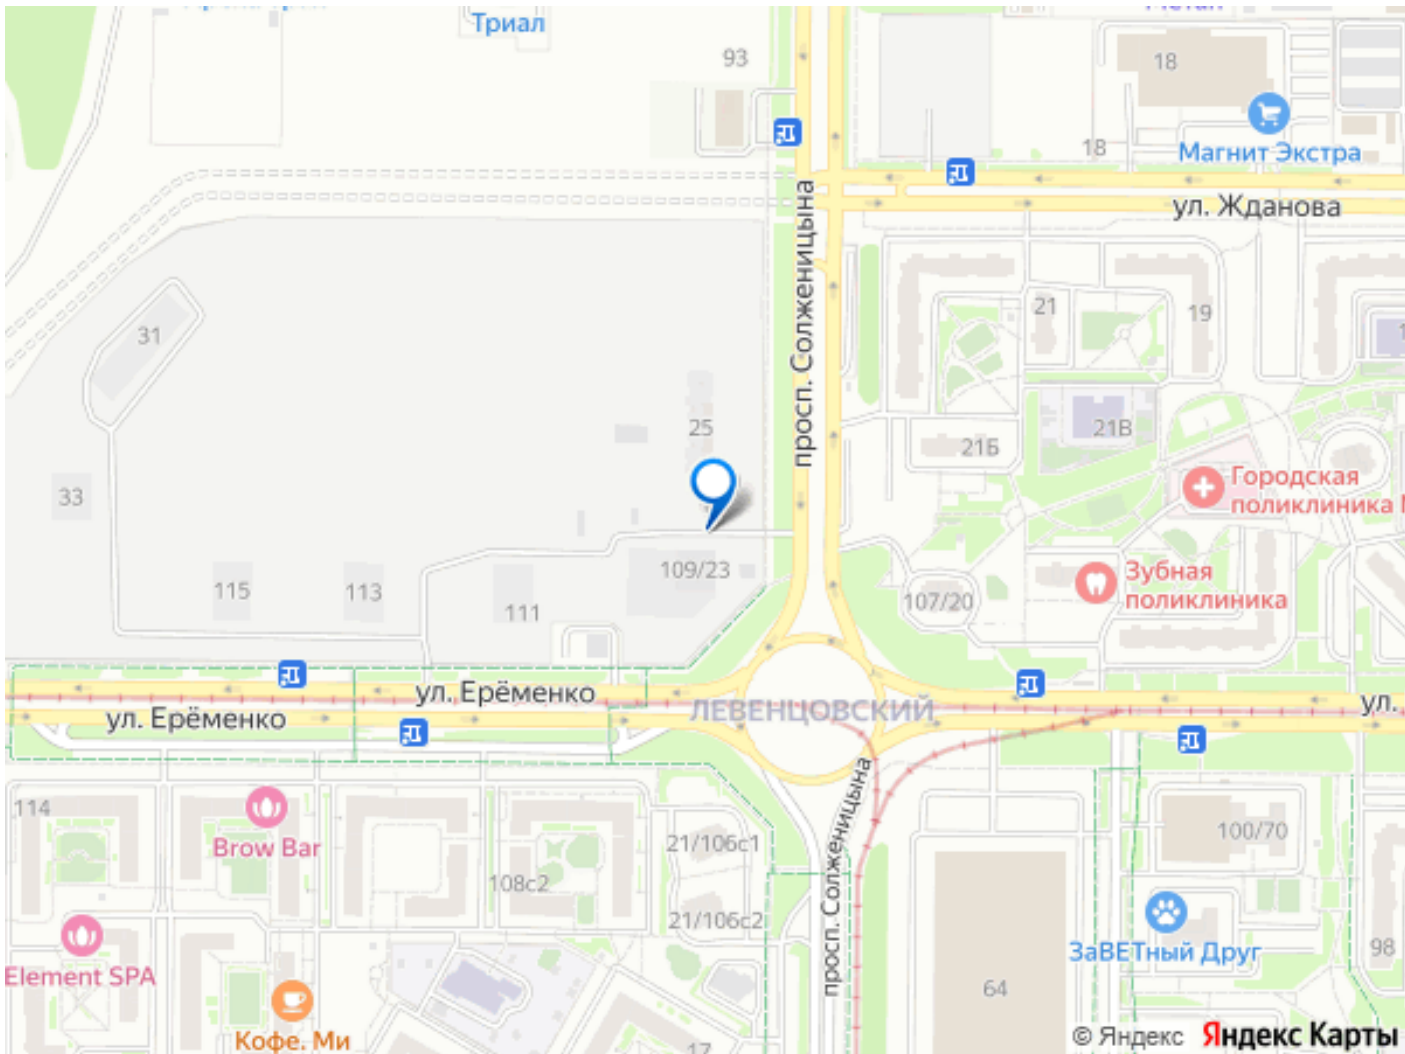 Триал
93
18
Магнит Экстра
18
ул. Жданова
просп. Солженицына
31
21
19
25
21Б
21В
33
Городская
поликлиника
109/23
115
113
111
107/20
Зубная
поликлиника
ул. Ерёменко
ул. Ерёменко
ЛЕВЕНЦОВСКИЙ
ул.
просп. Солженицына
114
Brow Bar
108с2
21/106с1
21/106с2
100/70
ЗаВЕТный Друг
98
Element SPA
64
Кофе. Ми
17
© Яндекс Яндекс Карты